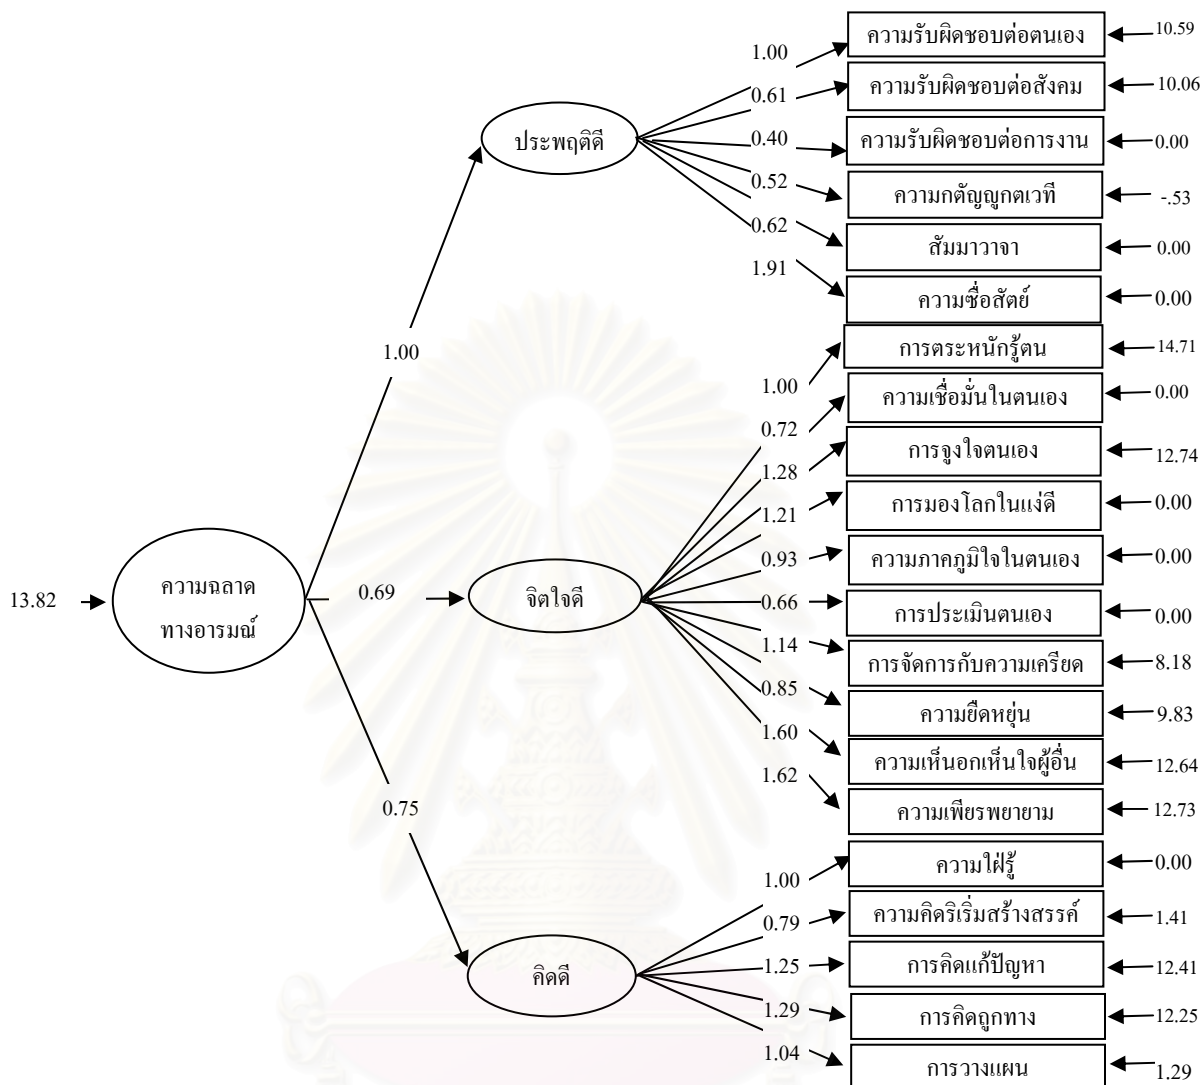 ความรับผิดชอบต่อตนเอง
10.59
1.00
ความรับผิดชอบต่อสังคม
10.06
0.61
ความรับผิดชอบต่อการงาน
0.00
0.40
ประพฤติดี
ความกตัญญูกตเวที
-.53
0.52
สัมมาวาจา
0.00
0.62
ความซื่อสัตย์
0.00
1.91
การตระหนักรู้ตน
14.71
1.00
1.00
ความเชื่อมั่นในตนเอง
0.00
0.72
การจูงใจตนเอง
12.74
1.28
การมองโลกในแง่ดี
0.00
1.21
ความภาคภูมิใจในตนเอง
0.00
0.93
13.82
ความฉลาด
ทางอารมณ์
0.69
จิตใจดี
การประเมินตนเอง
0.00
0.66
การจัดการกับความเครียด
8.18
1.14
ความยืดหยุ่น
9.83
0.85
ความเห็นอกเห็นใจผู้อื่น
12.64
1.60
ความเพียรพยายาม
12.73
1.62
0.75
ความใฝ่รู้
0.00
1.00
ความคิดริเริ่มสร้างสรรค์
1.41
0.79
การคิดแก้ปัญหา
12.41
1.25
คิดดี
การคิดถูกทาง
12.25
1.29
การวางแผน
1.29
1.04